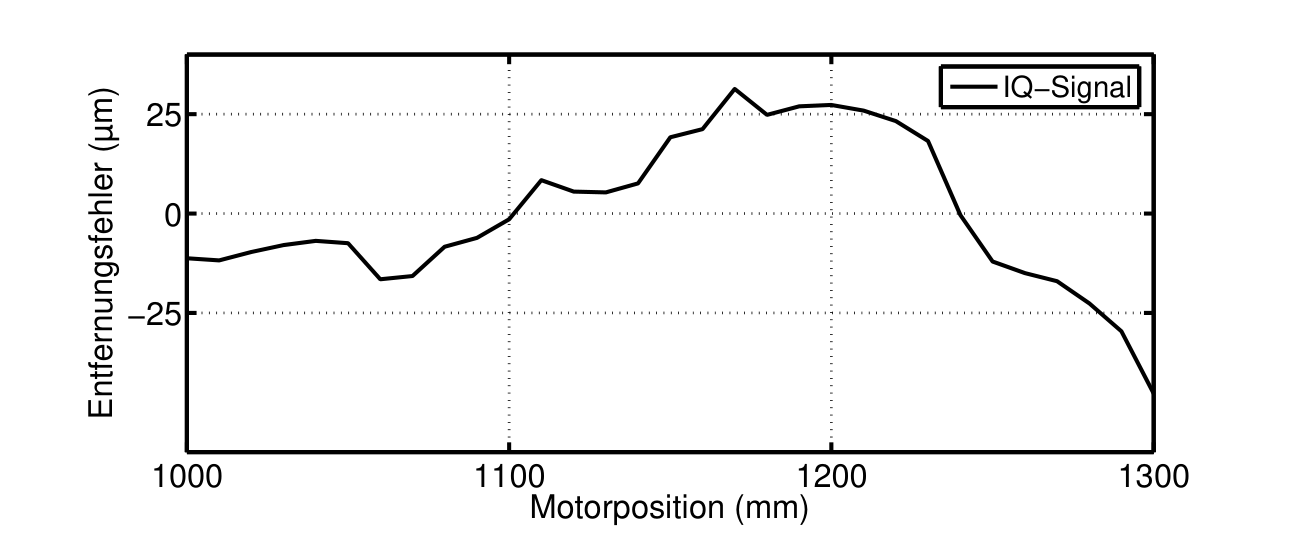 IQ−Signal
Entfernungsfehler (µm)
25
0
−25
1000 1100 1200 1300
Motorposition (mm)